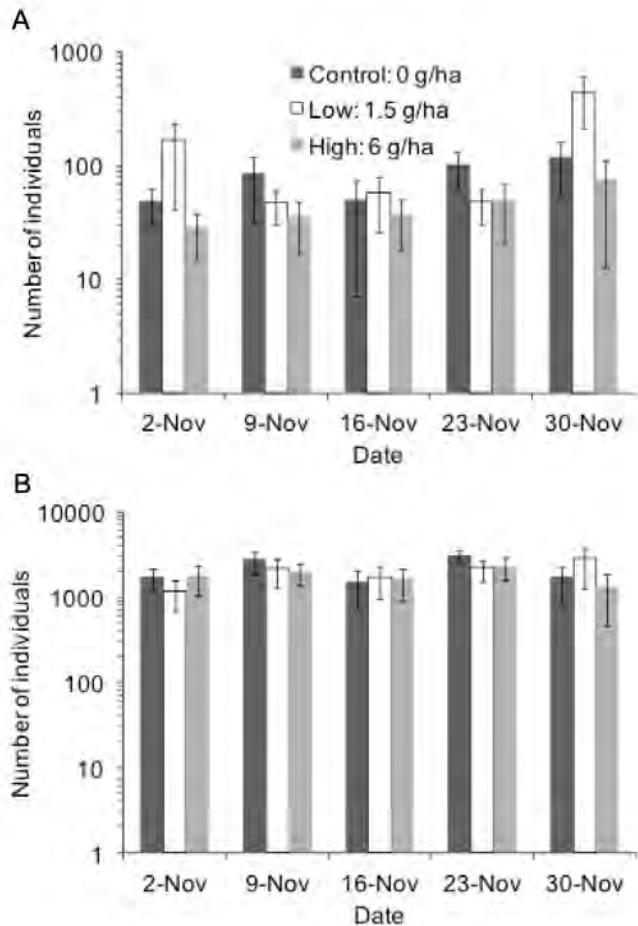 A
Number of individuals
1000
100
10
1
Control: 0 g/ha
Low: 1.5 g/ha
High: 6 g/ha
2-Nov 9-Nov 16-Nov 23-Nov 30-Nov
Date
B
Number of individuals
10000
1000
100
10
1
2-Nov 9-Nov 16-Nov 23-Nov 30-Nov
Date